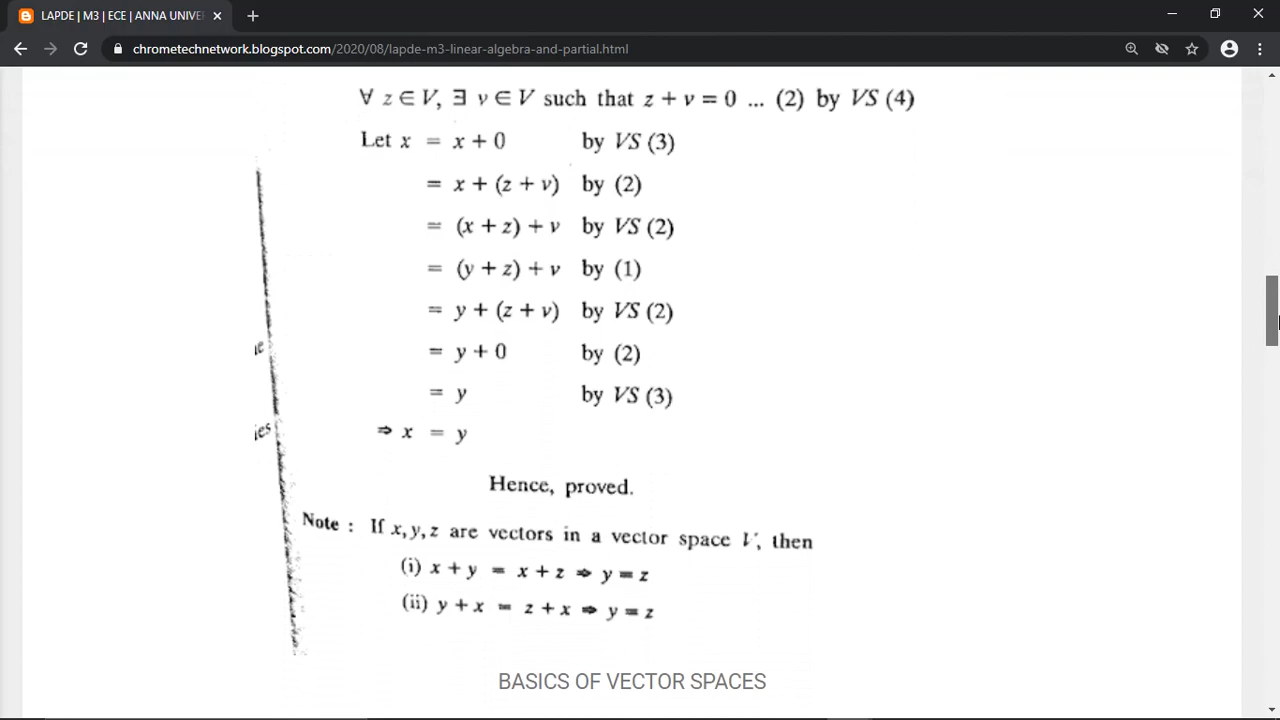 LAPDE | M3 | ECE | ANNA UNIVE
chrometechnetwork.blogspot.com/2020/08/lapde-m3-linear-algebra-and-partial.html
∀ z ∈ V, ∃ v ∈ V such that z + v = 0 ... (2) by VS (4)
Let x = x + 0 by VS (3)
= x + (z + v) by (2)
= (x + z) + v by VS (2)
= (y + z) + v by (1)
= y + (z + v) by VS (2)
= y + 0 by (2)
= y by VS (3)
⇒ x = y
Hence, proved.
Note : If x, y, z are vectors in a vector space V, then
(i) x + y = x + z ⇒ y = z
(ii) y + x = z + x ⇒ y = z
BASICS OF VECTOR SPACES